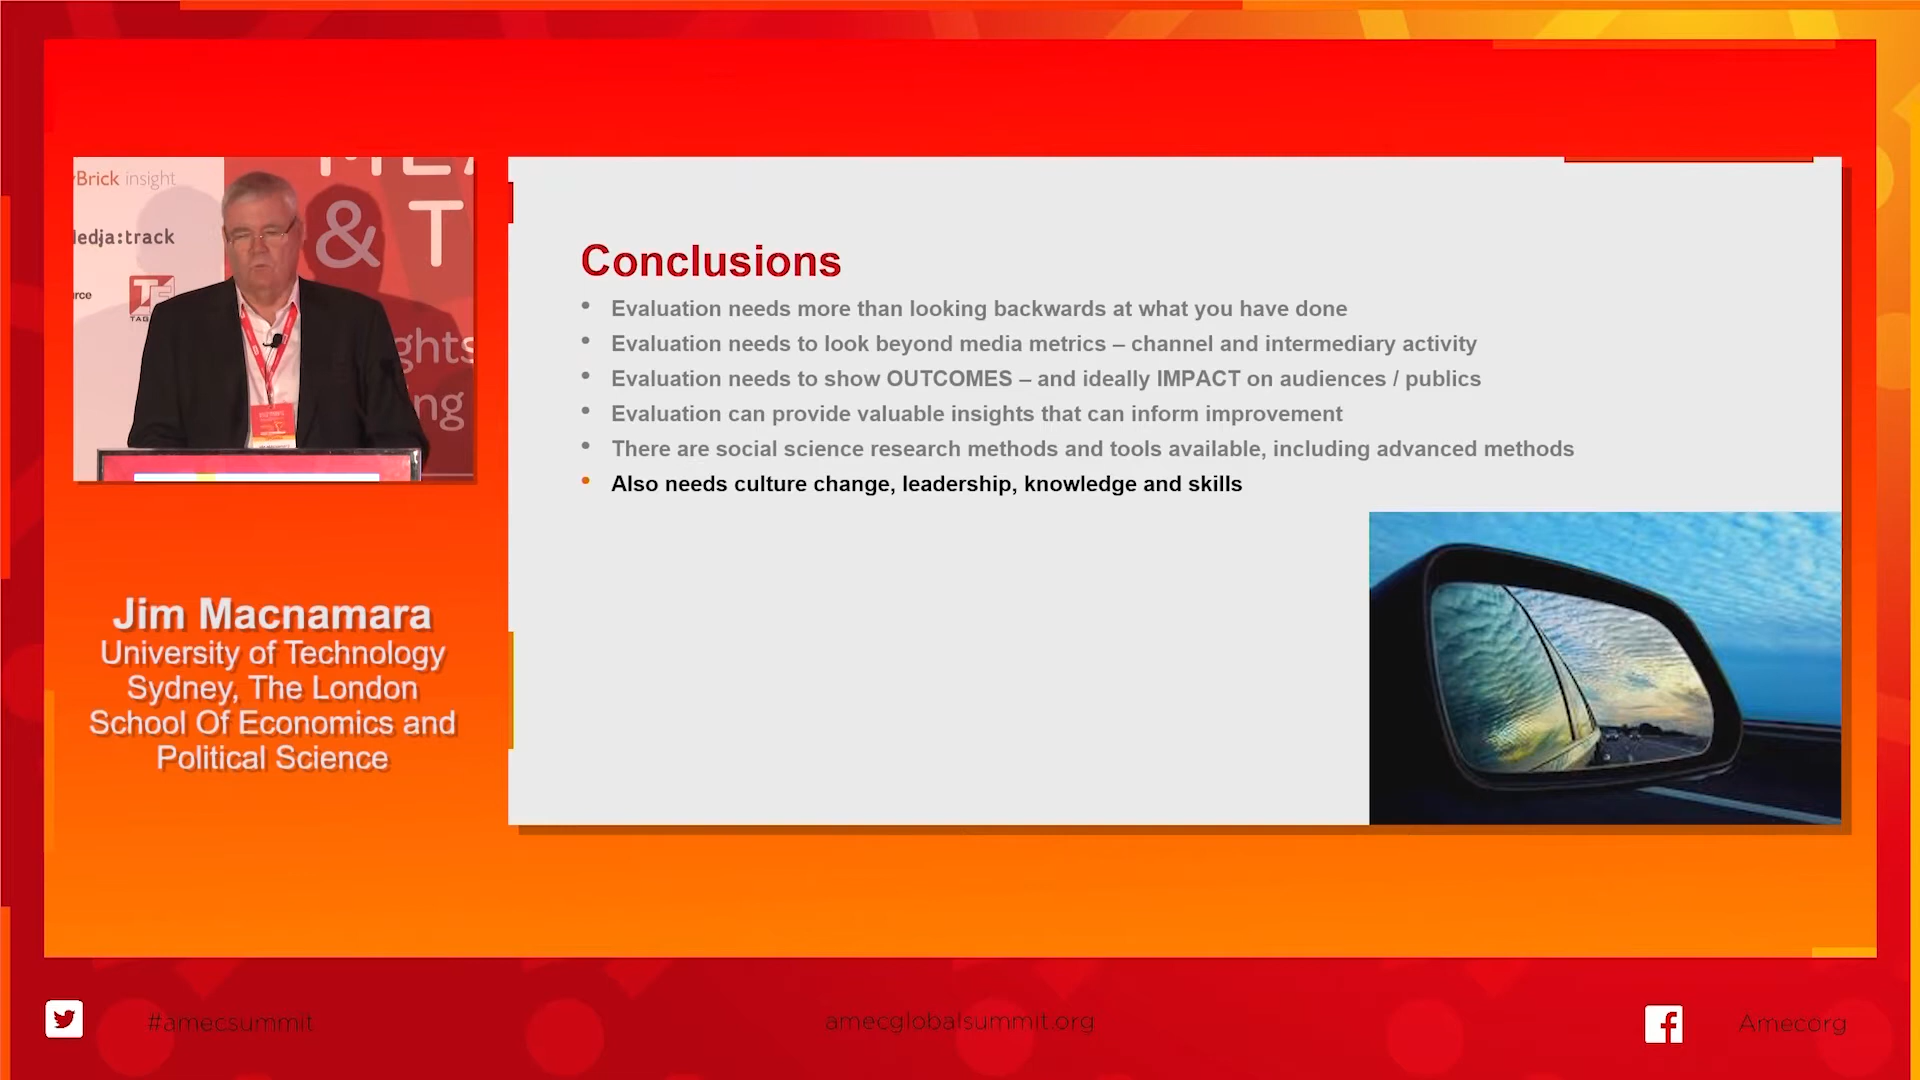 Brick insight
edia:track
rce
& T
ghts
ng
Conclusions
• Evaluation needs more than looking backwards at what you have done
• Evaluation needs to look beyond media metrics – channel and intermediary activity
• Evaluation needs to show OUTCOMES – and ideally IMPACT on audiences / publics
• Evaluation can provide valuable insights that can inform improvement
• There are social science research methods and tools available, including advanced methods
• Also needs culture change, leadership, knowledge and skills
Jim Macnamara
University of Technology
Sydney, The London
School Of Economics and
Political Science
#amecsummit
amecglobalsummit.org
Amecorg